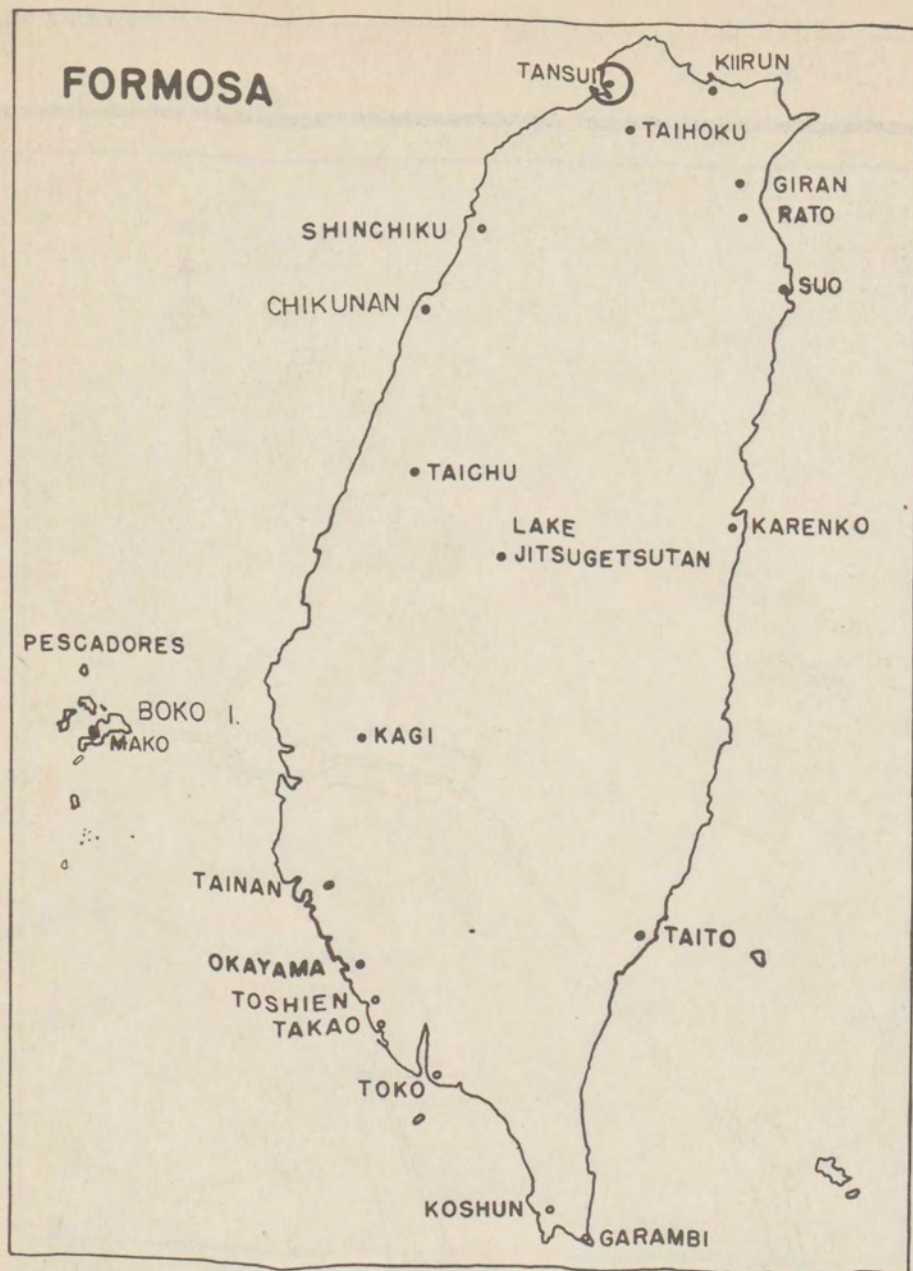 FORMOSA
TANSUI
KIIRUN
TAIHOKU
GIRAN
RATO
SHINCHIKU
SUO
CHIKUNAN
TAICHU
LAKE
JITSUGETSUTAN
KARENKO
PESCADORES
BOKO I.
MAKO
KAGI
TAINAN
TAITO
OKAYAMA
TOSHIEN
TAKAO
TOKO
KOSHUN
GARAMBI